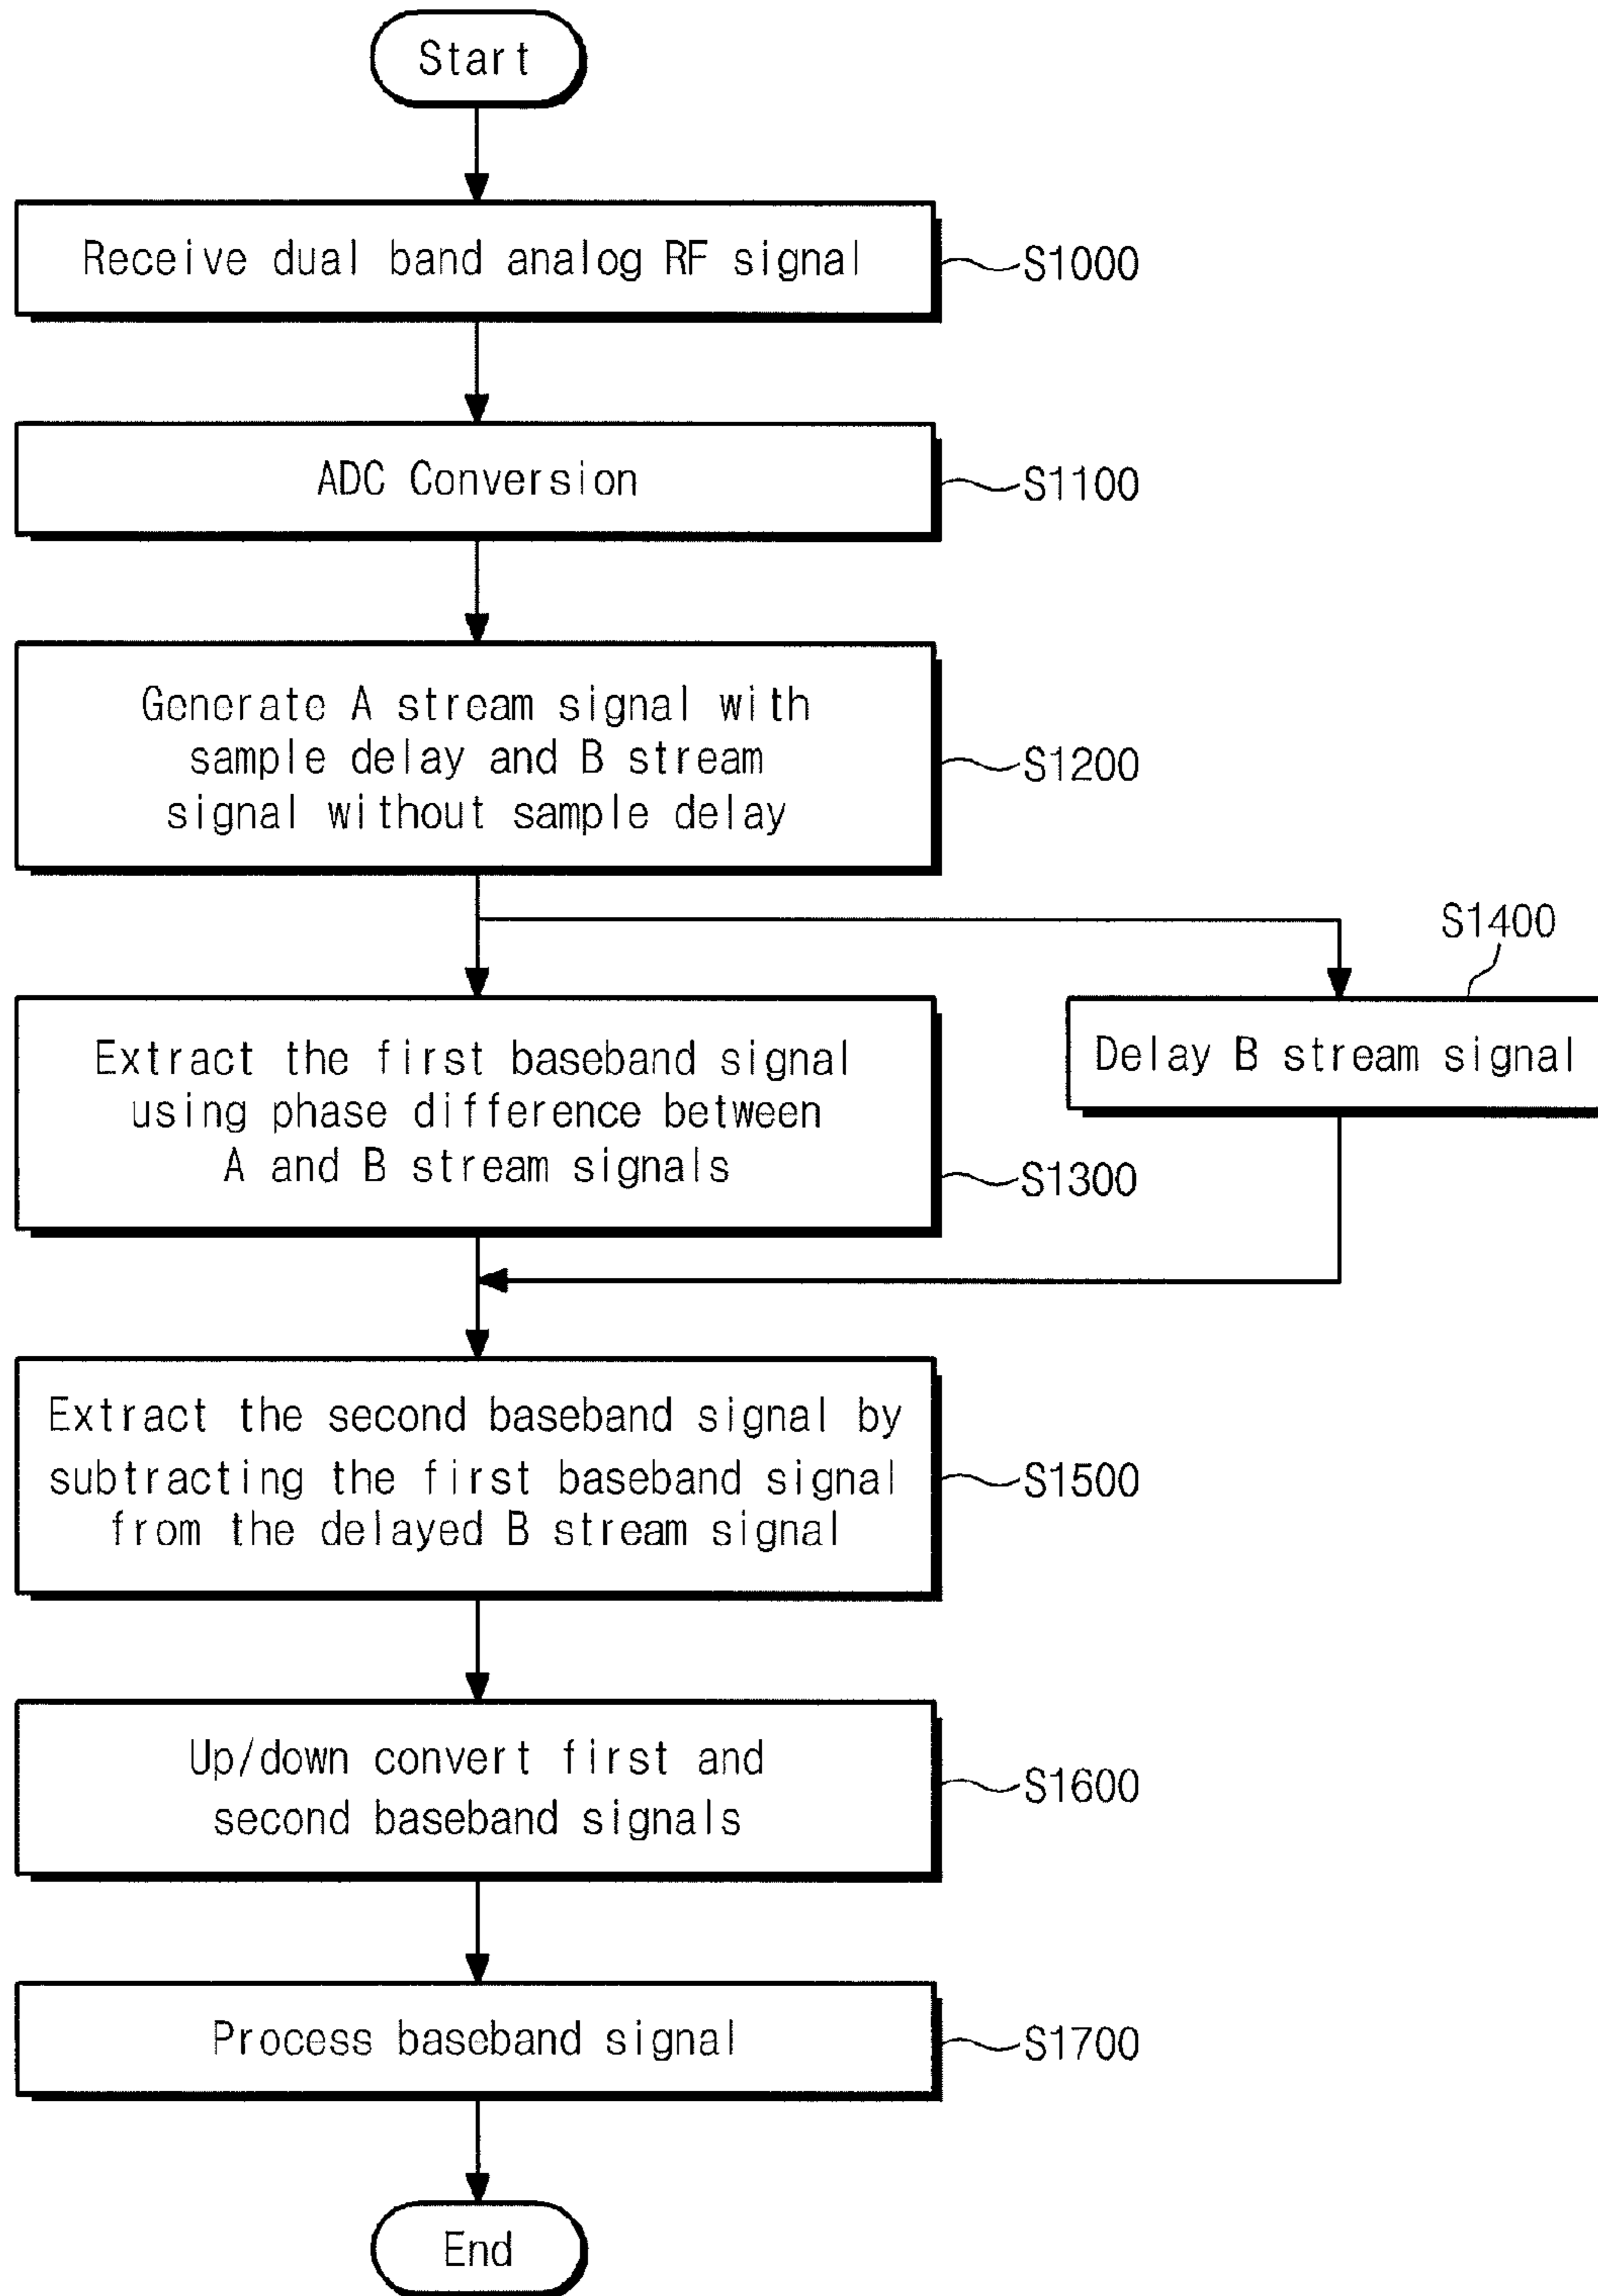 Start
Receive dual band analog RF signal
S1000
ADC Conversion
S1100
Generate A stream signal with
sample delay and B stream
signal without sample delay
S1200
S1400
Extract the first baseband signal
using phase difference between
A and B stream signals
S1300
Delay B stream signal
Extract the second baseband signal by
subtracting the first baseband signal
from the delayed B stream signal
S1500
Up/down convert first and
second baseband signals
S1600
Process baseband signal
S1700
End